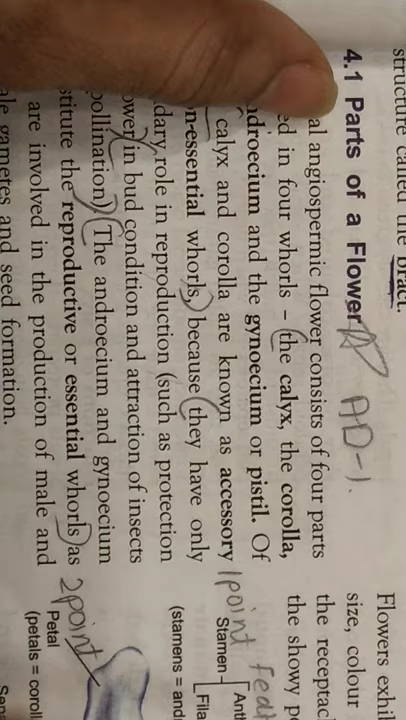 structure called the bract.
4.1 Parts of a Flower AD-1.
al angiospermic flower consists of four parts
ed in four whorls – (the calyx, the corolla,
ndroecium and the gynoecium or pistil. Of
calyx and corolla are known as accessory
n-essential whorls,) because (they have only
dary role in reproduction (such as protection
ower in bud condition and attraction of insects
pollination).) (The androecium and gynoecium
stitute the reproductive or essential whorls) as
are involved in the production of male and
ale gametes and seed formation.
Flowers exhi
size, colour
the receptac
the showy p
1 point
Stamen
Anth
Fila
(stamens = and
2 point
Petal
(petals = coroll
Sepa